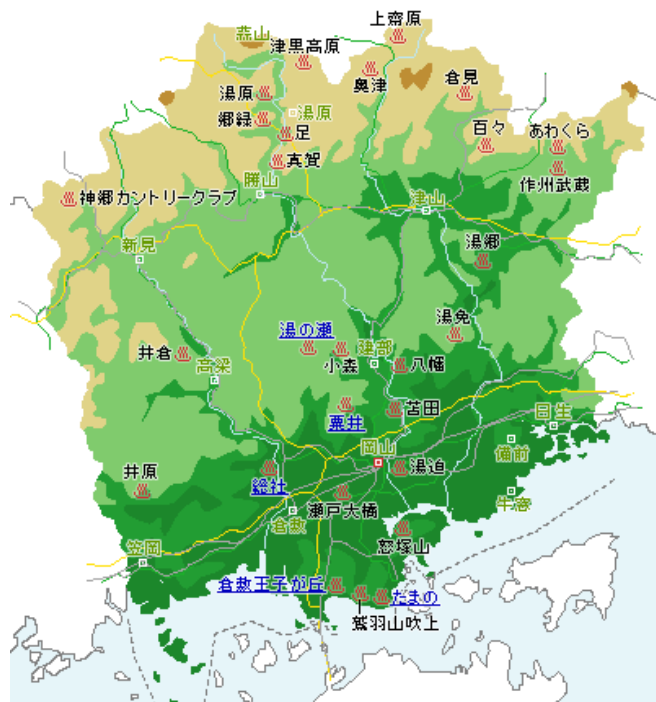 上齋原
蒜山
津黒高原
奥津
倉見
湯原
湯原
郷緑
足
百々
あわくら
真賀
作州武蔵
勝山
神郷カントリークラブ
津山
新見
湯郷
湯の瀬
湯免
建部
小森
井倉
八幡
高梁
苫田
粟井
日生
岡山
備前
湯迫
総社
井原
牛窓
瀬戸大橋
倉敷
笠岡
倉敷王子が丘
たまの
鷲羽山吹上